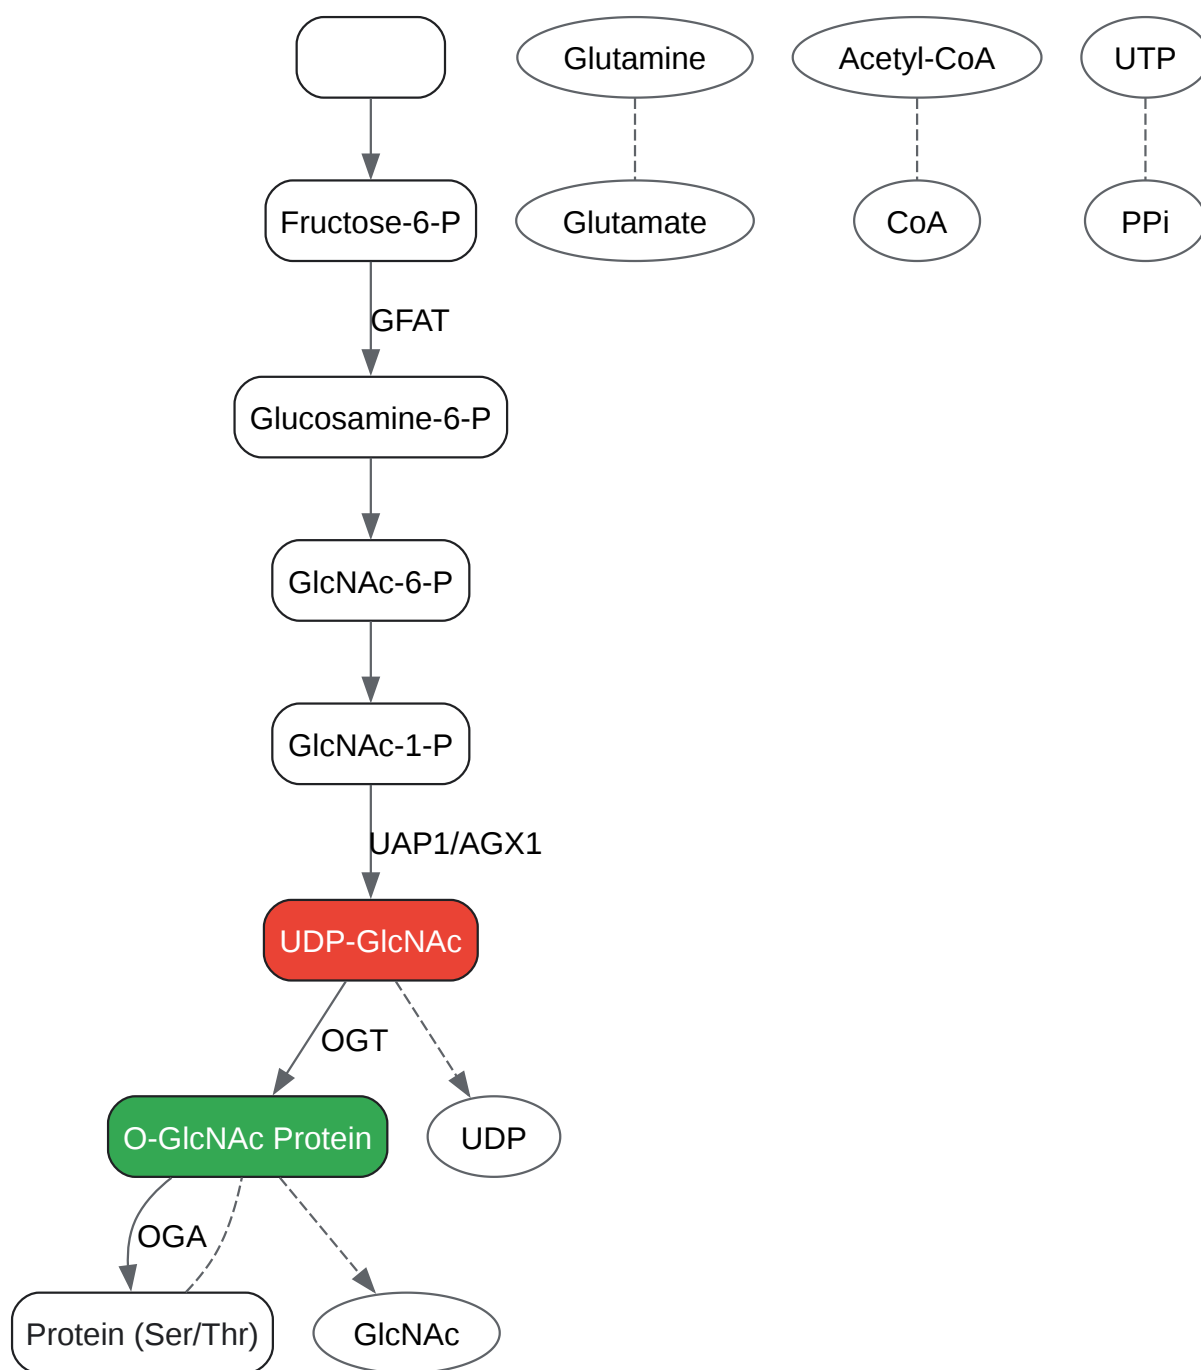 Glutamine
Acetyl-CoA
UTP
Fructose-6-P
Glutamate
CoA
PPi
GFAT
Glucosamine-6-P
GlcNAc-6-P
GlcNAc-1-P
UAP1/AGX1
UDP-GlcNAc
OGT
O-GlcNAc Protein
UDP
OGA
Protein (Ser/Thr)
GlcNAc